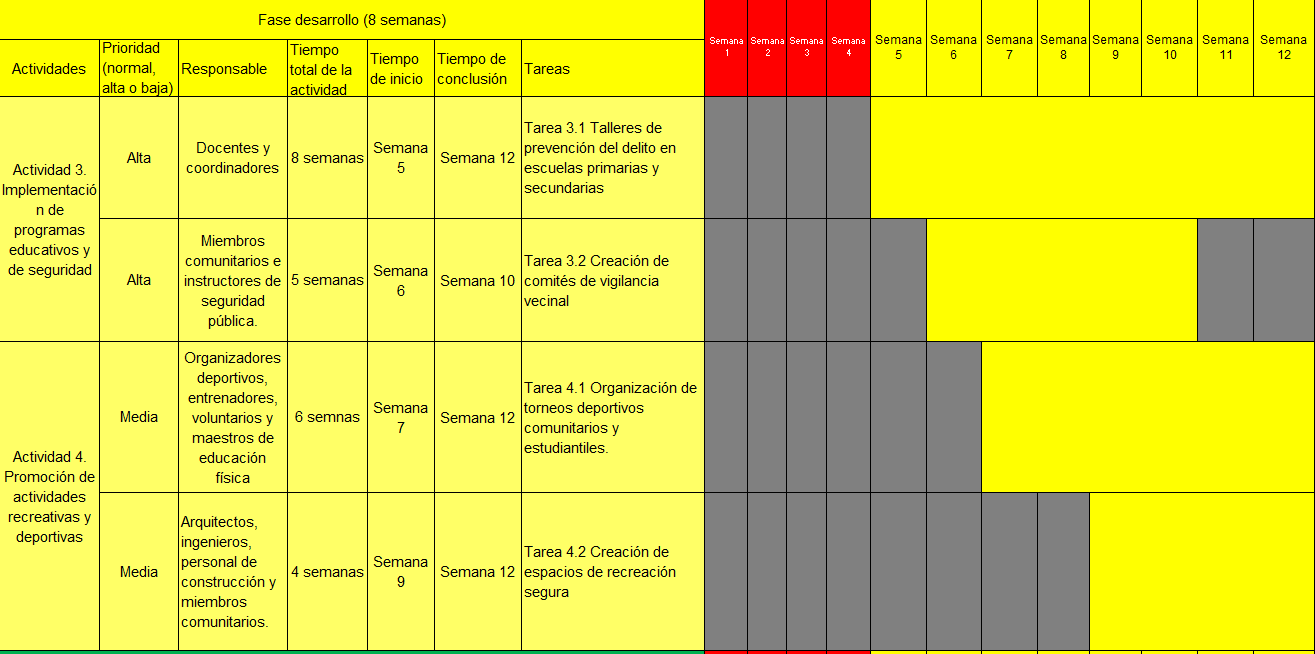 Fase desarrollo (8 semanas)
Semana
1
Semana
2
Semana
3
Semana
4
Semana
5
Semana
6
Semana
7
Semana
8
Semana
9
Semana
10
Semana
11
Semana
12
Actividades
Prioridad
(normal,
alta o baja)
Responsable
Tiempo
total de la
actividad
Tiempo
de inicio
Tiempo de
conclusión
Tareas
Actividad 3.
Implementació
n de
programas
educativos y
de seguridad
Alta
Docentes y
coordinadores
8 semanas
Semana
5
Semana 12
Tarea 3.1 Talleres de
prevención del delito en
escuelas primarias y
secundarias
Alta
Miembros
comunitarios e
instructores de
seguridad
pública.
5 semanas
Semana
6
Semana 10
Tarea 3.2 Creación de
comités de vigilancia
vecinal
Actividad 4.
Promoción de
actividades
recreativas y
deportivas
Media
Organizadores
deportivos,
entrenadores,
voluntarios y
maestros de
educación
física
6 semnas
Semana
7
Semana 12
Tarea 4.1 Organización de
torneos deportivos
comunitarios y
estudiantiles.
Media
Arquitectos,
ingenieros,
personal de
construcción y
miembros
comunitarios.
4 semanas
Semana
9
Semana 12
Tarea 4.2 Creación de
espacios de recreación
segura